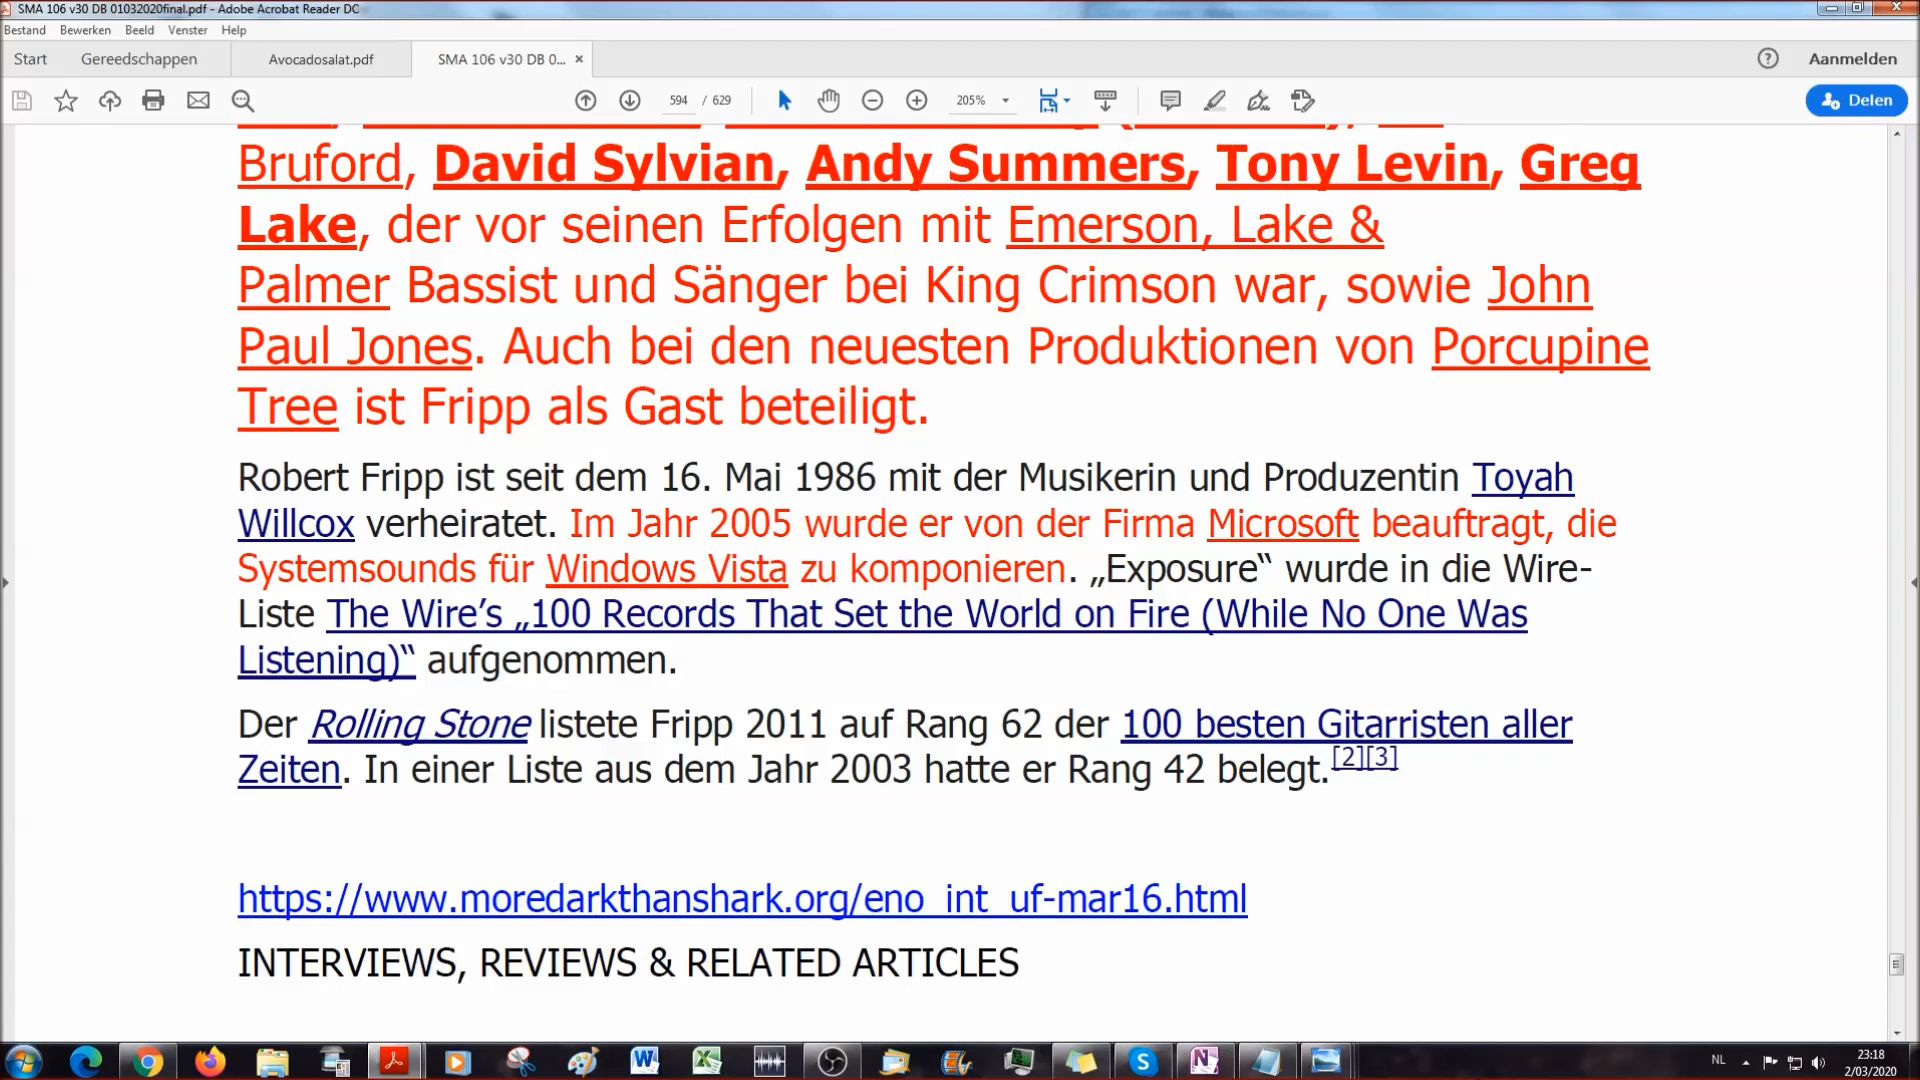 SMA 106 v30 DB 01032020final.pdf - Adobe Acrobat Reader DC
Bestand Bewerken Beeld Venster Help
Start Gereedschappen Avocadosalat.pdf SMA 106 v30 DB 0... × Aanmelden
594 / 629 205% Delen
Bruford, David Sylvian, Andy Summers, Tony Levin, Greg
Lake, der vor seinen Erfolgen mit Emerson, Lake &
Palmer Bassist und Sänger bei King Crimson war, sowie John
Paul Jones. Auch bei den neuesten Produktionen von Porcupine
Tree ist Fripp als Gast beteiligt.
Robert Fripp ist seit dem 16. Mai 1986 mit der Musikerin und Produzentin Toyah
Willcox verheiratet. Im Jahr 2005 wurde er von der Firma Microsoft beauftragt, die
Systemsounds für Windows Vista zu komponieren. „Exposure“ wurde in die Wire-
Liste The Wire’s „100 Records That Set the World on Fire (While No One Was
Listening)“ aufgenommen.
Der Rolling Stone listete Fripp 2011 auf Rang 62 der 100 besten Gitarristen aller
Zeiten. In einer Liste aus dem Jahr 2003 hatte er Rang 42 belegt.[2][3]
https://www.moredarkthanshark.org/eno_int_uf-mar16.html
INTERVIEWS, REVIEWS & RELATED ARTICLES
NL 23:18
2/03/2020